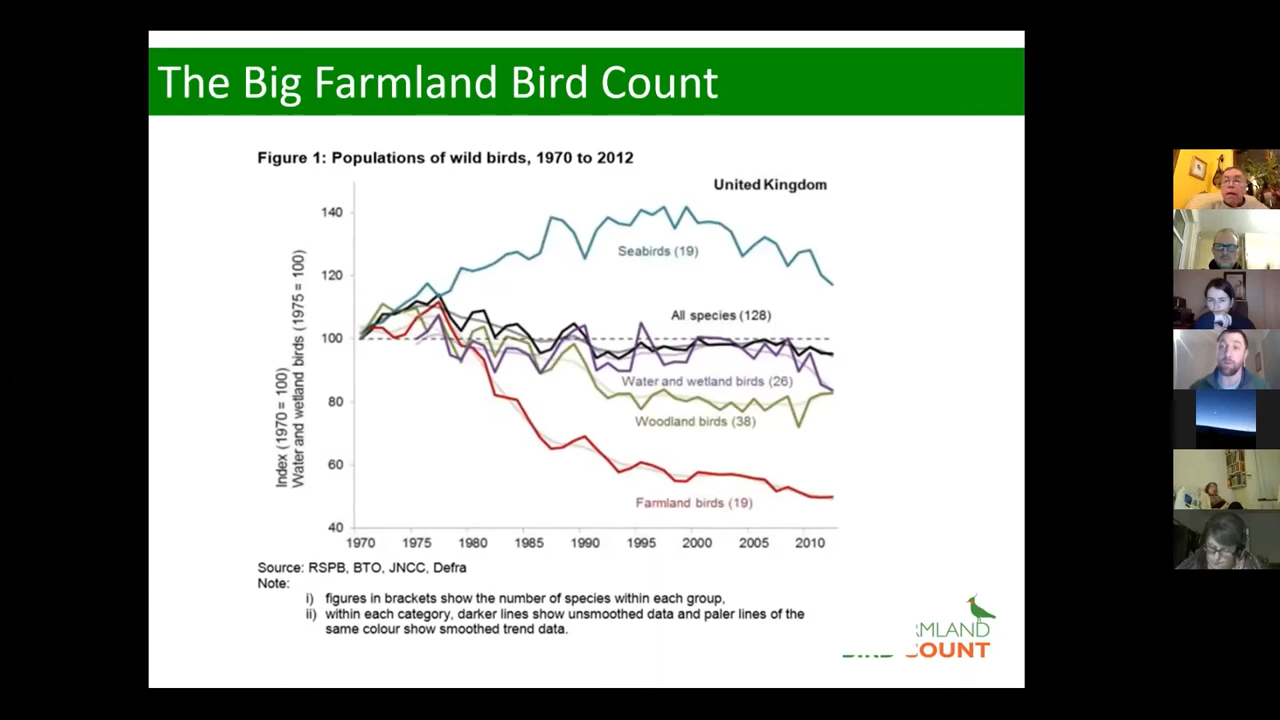 The Big Farmland Bird Count
Figure 1: Populations of wild birds, 1970 to 2012
United Kingdom
140
120
100
80
60
40
Index (1970 = 100)
Water and wetland birds (1975 = 100)
Seabirds (19)
All species (128)
Water and wetland birds (26)
Woodland birds (38)
Farmland birds (19)
1970 1975 1980 1985 1990 1995 2000 2005 2010
Source: RSPB, BTO, JNCC, Defra
Note:
i) figures in brackets show the number of species within each group,
ii) within each category, darker lines show unsmoothed data and paler lines of the
same colour show smoothed trend data.
RMLAND
COUNT